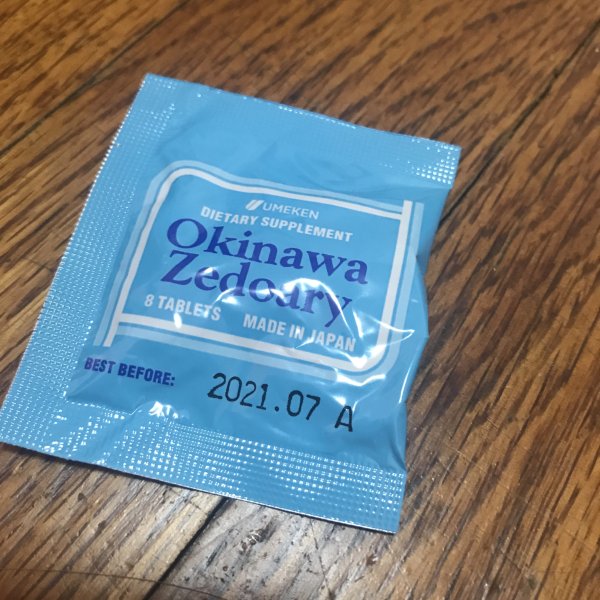 UMEKEN
DIETARY SUPPLEMENT
Okinawa
Zedoary
8 TABLETS MADE IN JAPAN
BEST BEFORE: 2021.07 A